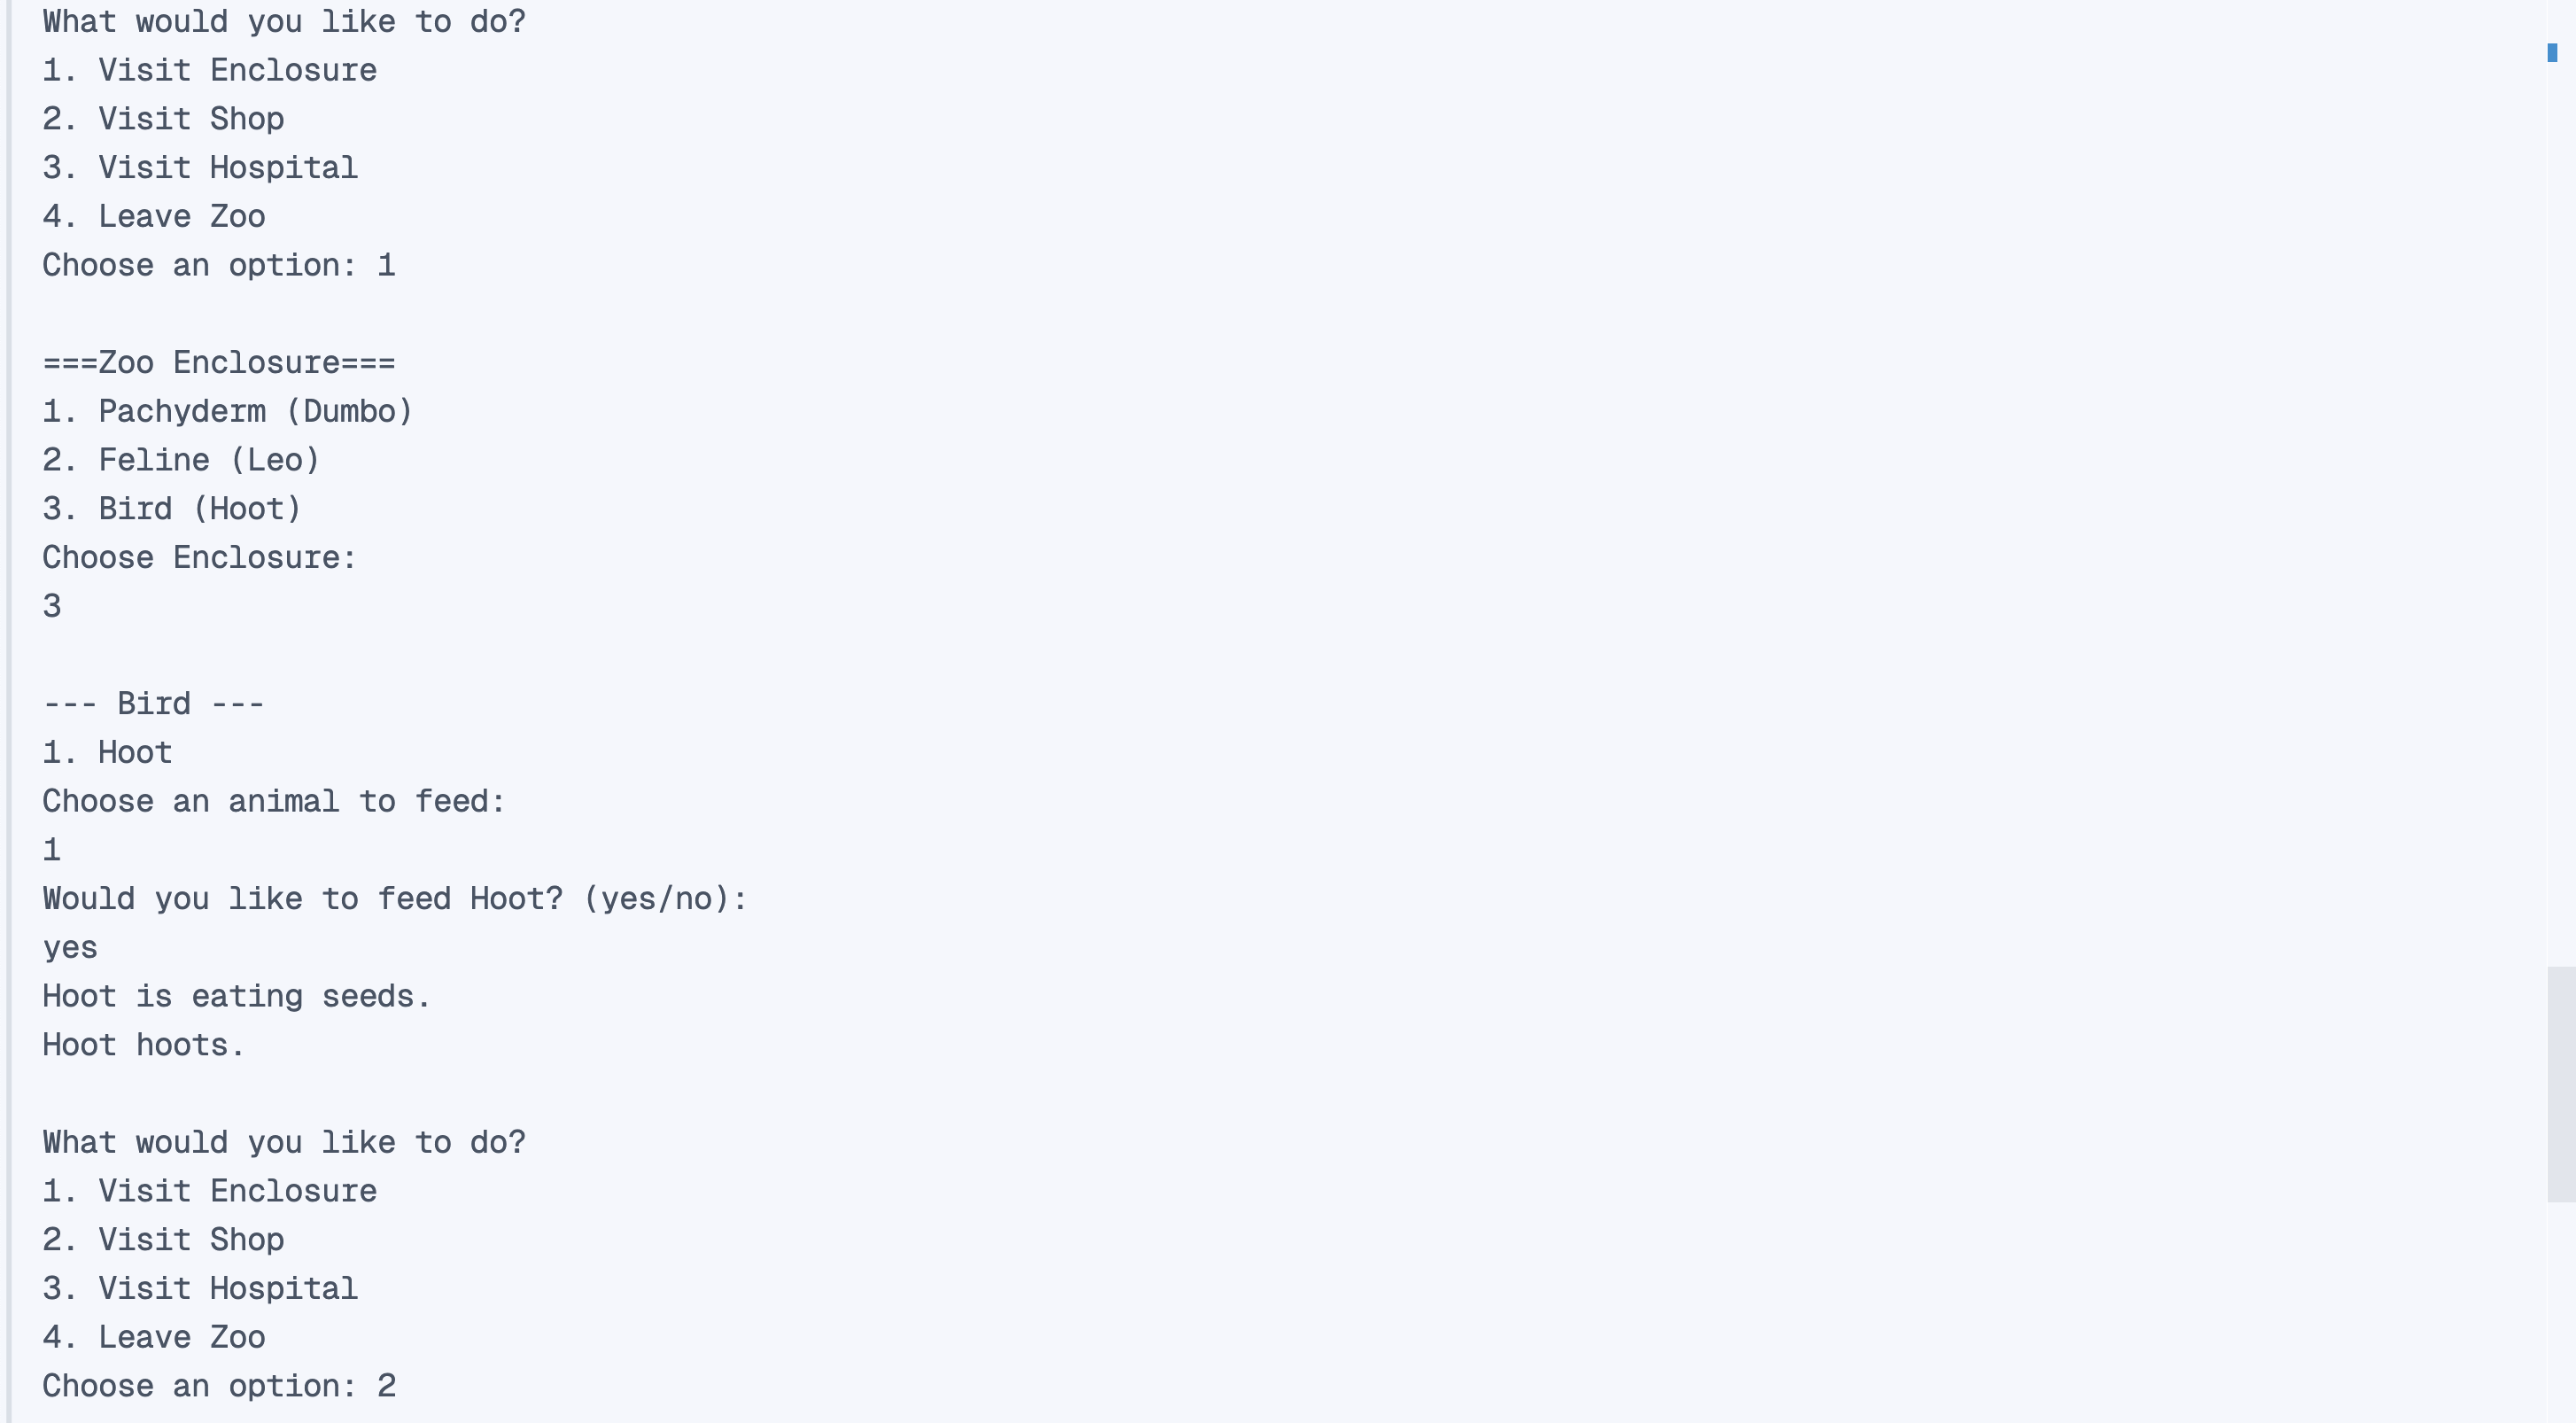 What would you like to do?
1. Visit Enclosure
2. Visit Shop
3. Visit Hospital
4. Leave Zoo
Choose an option: 1
===Zoo Enclosure===
1. Pachyderm (Dumbo)
2. Feline (Leo)
3. Bird (Hoot)
Choose Enclosure:
3
--- Bird ---
1. Hoot
Choose an animal to feed:
1
Would you like to feed Hoot? (yes/no):
yes
Hoot is eating seeds.
Hoot hoots.
What would you like to do?
1. Visit Enclosure
2. Visit Shop
3. Visit Hospital
4. Leave Zoo
Choose an option: 2